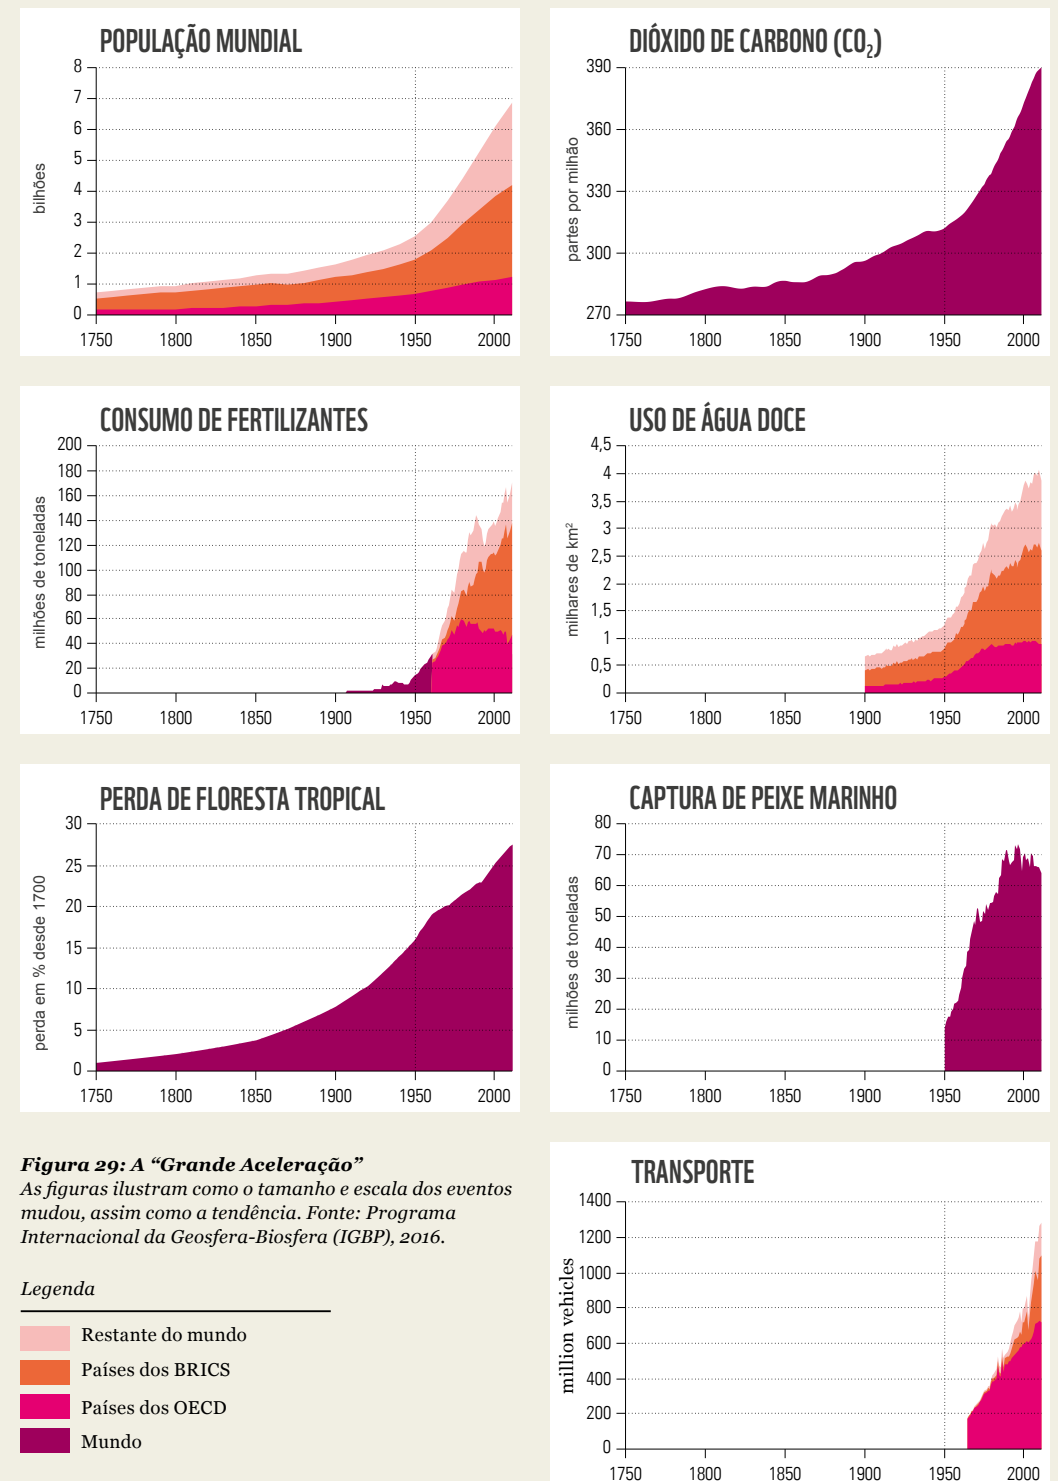 POPULAÇÃO MUNDIAL
bilhões
8
7
6
5
4
3
2
1
0
1750 1800 1850 1900 1950 2000
DIÓXIDO DE CARBONO (CO₂)
partes por milhão
390
360
330
300
270
1750 1800 1850 1900 1950 2000
CONSUMO DE FERTILIZANTES
milhões de toneladas
200
180
160
140
120
100
80
60
40
20
0
1750 1800 1850 1900 1950 2000
USO DE ÁGUA DOCE
milhares de km²
4,5
4
3,5
3
2,5
2
1,5
1
0,5
0
1750 1800 1850 1900 1950 2000
PERDA DE FLORESTA TROPICAL
perda em % desde 1700
30
25
20
15
10
5
0
1750 1800 1850 1900 1950 2000
CAPTURA DE PEIXE MARINHO
milhões de toneladas
80
70
60
50
40
30
20
10
0
1750 1800 1850 1900 1950 2000
Figura 29: A “Grande Aceleração”
As figuras ilustram como o tamanho e escala dos eventos
mudou, assim como a tendência. Fonte: Programa
Internacional da Geosfera-Biosfera (IGBP), 2016.
Legenda
Restante do mundo
Países dos BRICS
Países dos OECD
Mundo
TRANSPORTE
million vehicles
1400
1200
1000
800
600
400
200
0
1750 1800 1850 1900 1950 2000